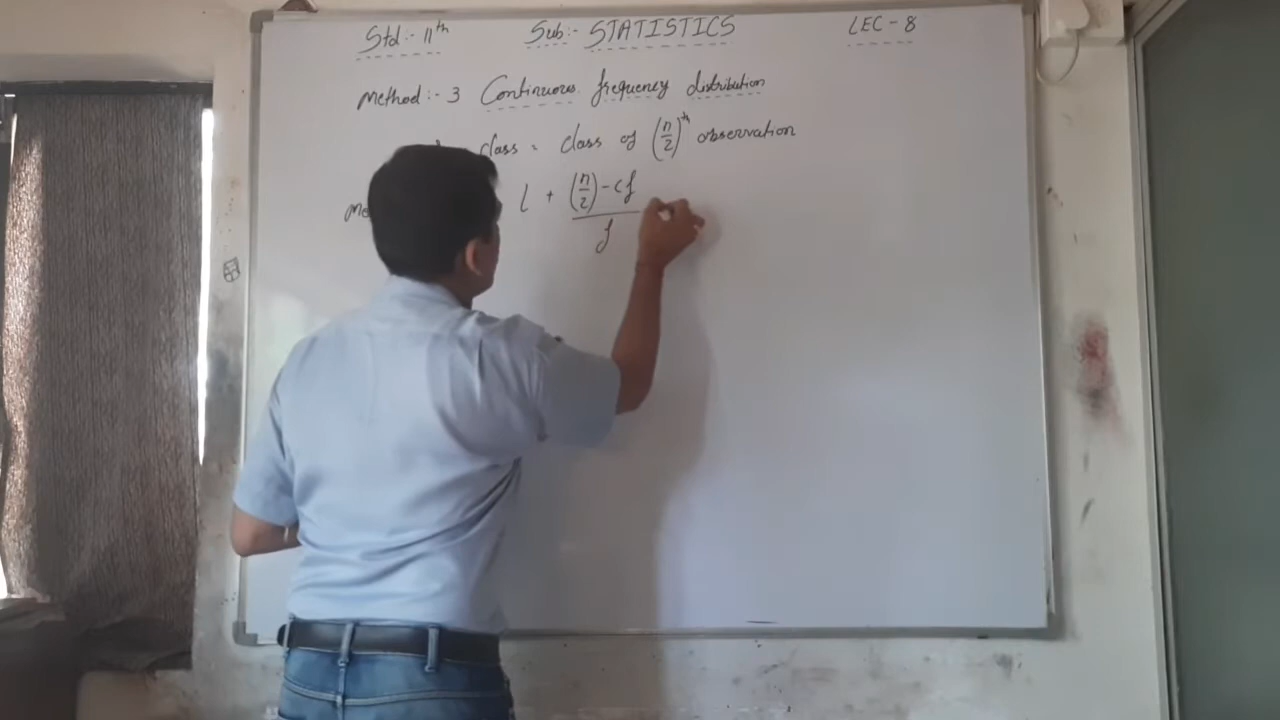 Std:- 11th Sub:- STATISTICS LEC-8
Method:- 3 Continuous frequency distribution
class = class of (n/2)th observation
l + (n/2)-cf
f